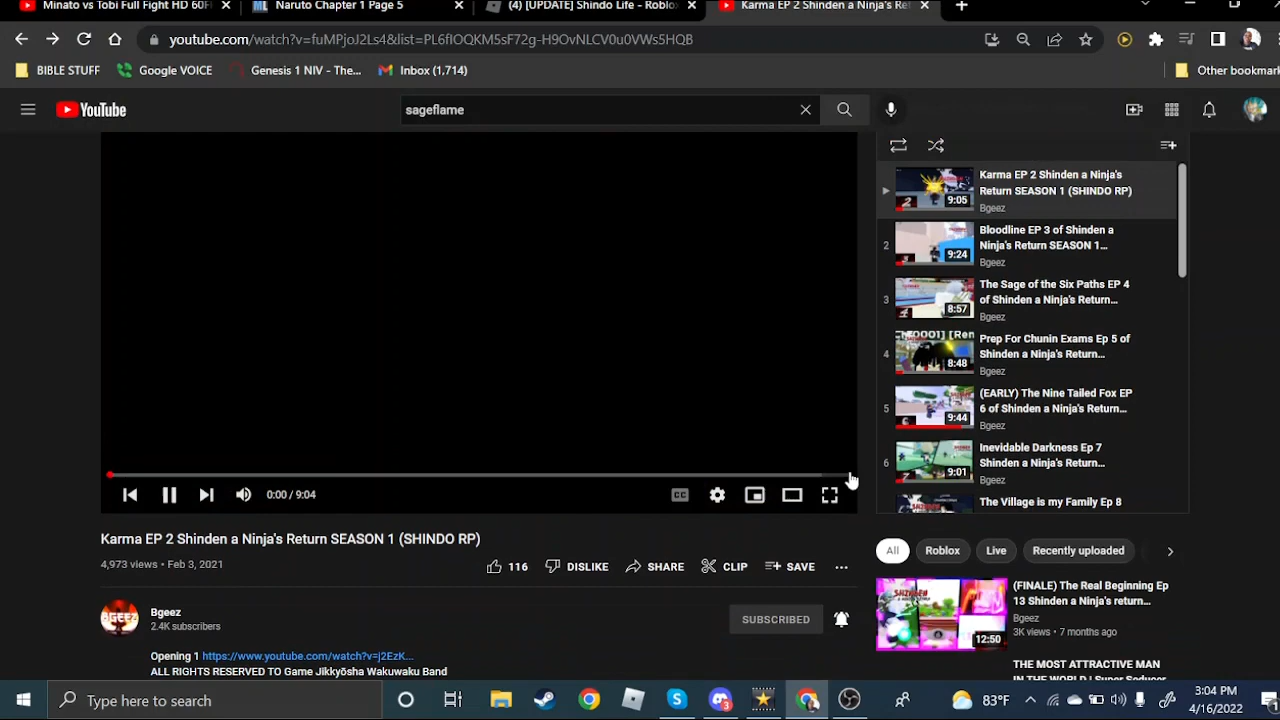 Minato vs Tobi Full Fight HD 60F
Naruto Chapter 1 Page 5
(4) [UPDATE] Shindo Life - Roblox
Karma EP 2 Shinden a Ninja's Ret
youtube.com/watch?v=fuMPjoJ2Ls4&list=PL6flOQKM5sF72g-H9OvNLCV0u0VWs5HQB
BIBLE STUFF
Google VOICE
Genesis 1 NIV - The...
Inbox (1,714)
Other bookmark
YouTube
sageflame
Karma EP 2 Shinden a Ninja's
Return SEASON 1 (SHINDO RP)
Bgeez
9:05
2
Bloodline EP 3 of Shinden a
Ninja's Return SEASON 1...
Bgeez
9:24
3
The Sage of the Six Paths EP 4
of Shinden a Ninja's Return...
Bgeez
8:57
4
Prep For Chunin Exams Ep 5 of
Shinden a Ninja's Return...
Bgeez
8:48
5
(EARLY) The Nine Tailed Fox EP
6 of Shinden a Ninja's Return...
Bgeez
9:44
6
Inevidable Darkness Ep 7
Shinden a Ninja's Return...
Bgeez
9:01
The Village is my Family Ep 8
0:00 / 9:04
CC
Karma EP 2 Shinden a Ninja's Return SEASON 1 (SHINDO RP)
4,973 views • Feb 3, 2021
116
DISLIKE
SHARE
CLIP
SAVE
Bgeez
2.4K subscribers
SUBSCRIBED
Opening 1 https://www.youtube.com/watch?v=j2EzK...
ALL RIGHTS RESERVED TO Game Jikkyōsha Wakuwaku Band
All
Roblox
Live
Recently uploaded
(FINALE) The Real Beginning Ep
13 Shinden a Ninja's return...
Bgeez
3K views • 7 months ago
12:50
THE MOST ATTRACTIVE MAN
IN THE WORLD | Super Seducer
Type here to search
83°F
3:04 PM
4/16/2022